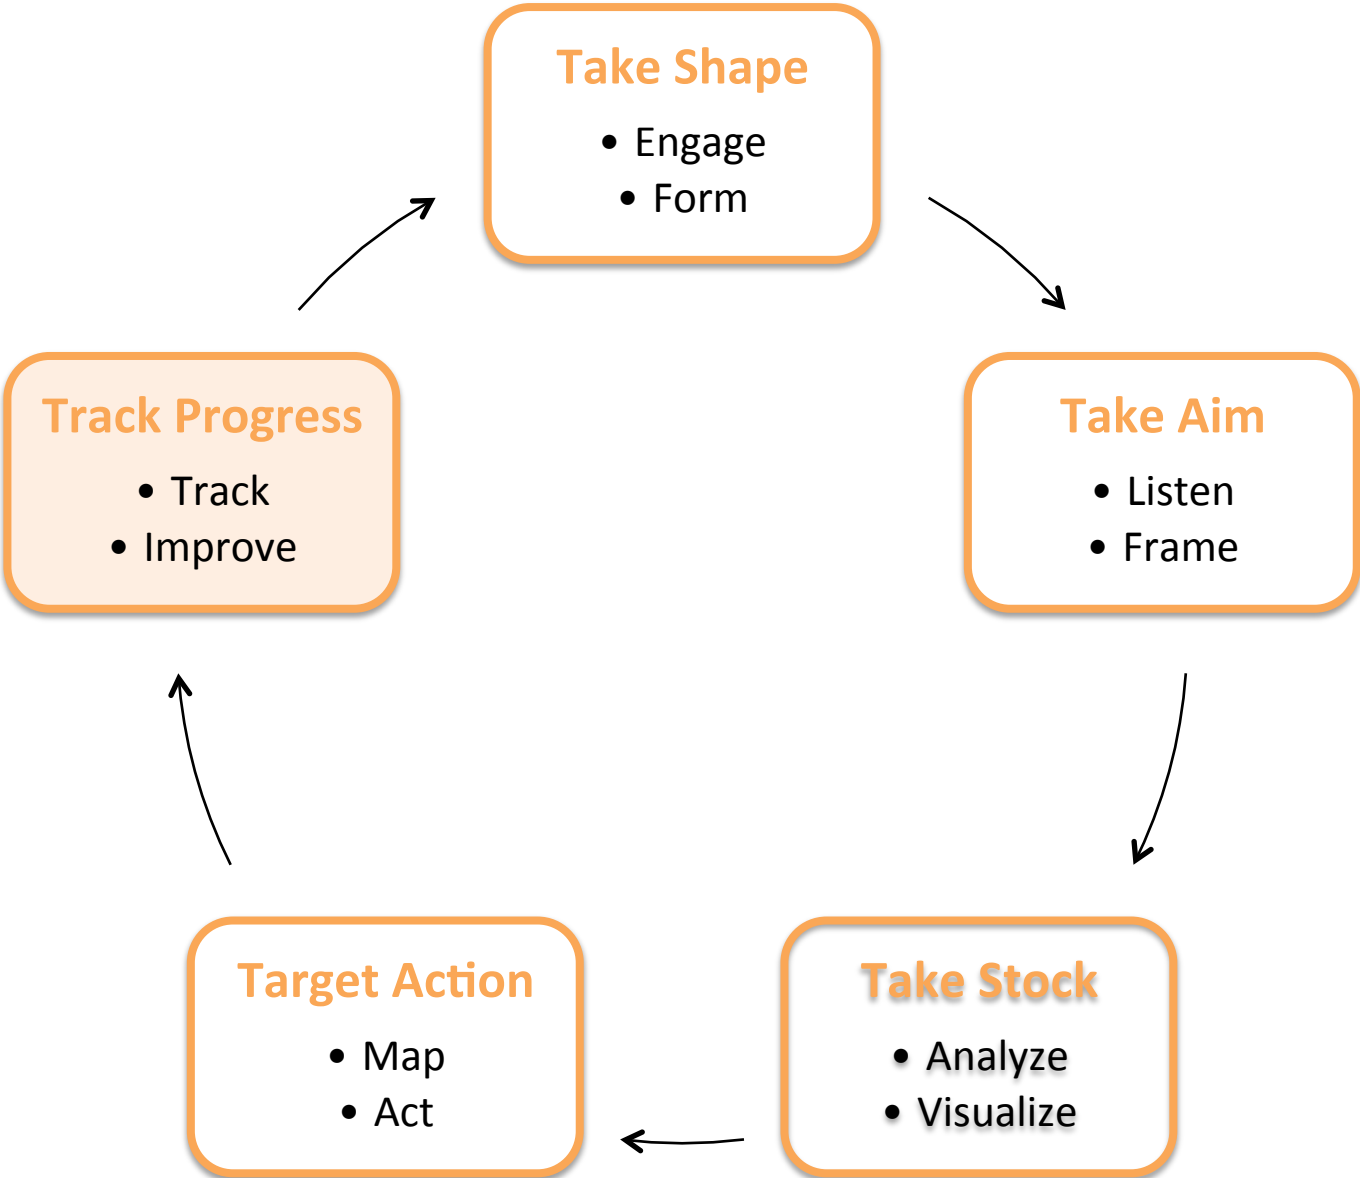 Take Shape
• Engage
• Form
Take Aim
• Listen
• Frame
Take Stock
• Analyze
• Visualize
Target Action
• Map
• Act
Track Progress
• Track
• Improve